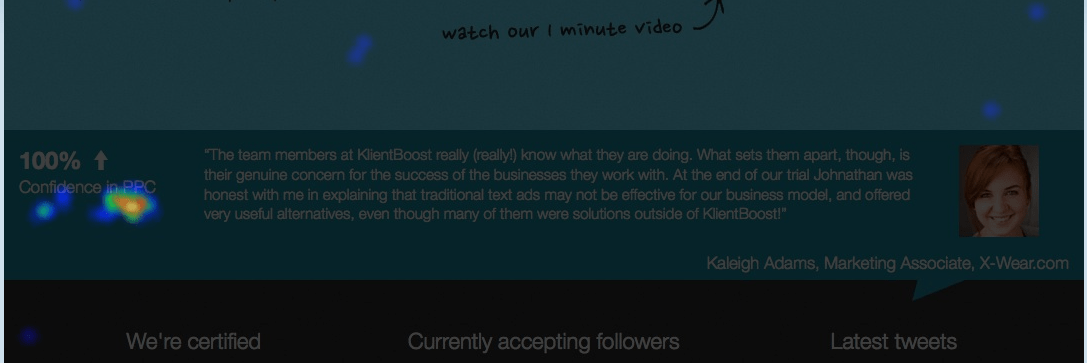 watch our 1 minute video
100%
Confidence in PPC
“The team members at KlientBoost really (really!) know what they are doing. What sets them apart, though, is
their genuine concern for the success of the businesses they work with. At the end of our trial Johnathan was
honest with me in explaining that traditional text ads may not be effective for our business model, and offered
very useful alternatives, even though many of them were solutions outside of KlientBoost!”
Kaleigh Adams, Marketing Associate, X-Wear.com
We're certified
Currently accepting followers
Latest tweets